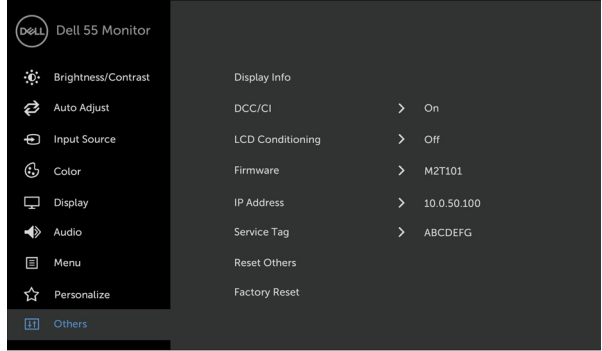 DELL Dell 55 Monitor
Brightness/Contrast
Auto Adjust
Input Source
Color
Display
Audio
Menu
Personalize
Others
Display Info
DCC/CI > On
LCD Conditioning > Off
Firmware > M2T101
IP Address > 10.0.50.100
Service Tag > ABCDEFG
Reset Others
Factory Reset